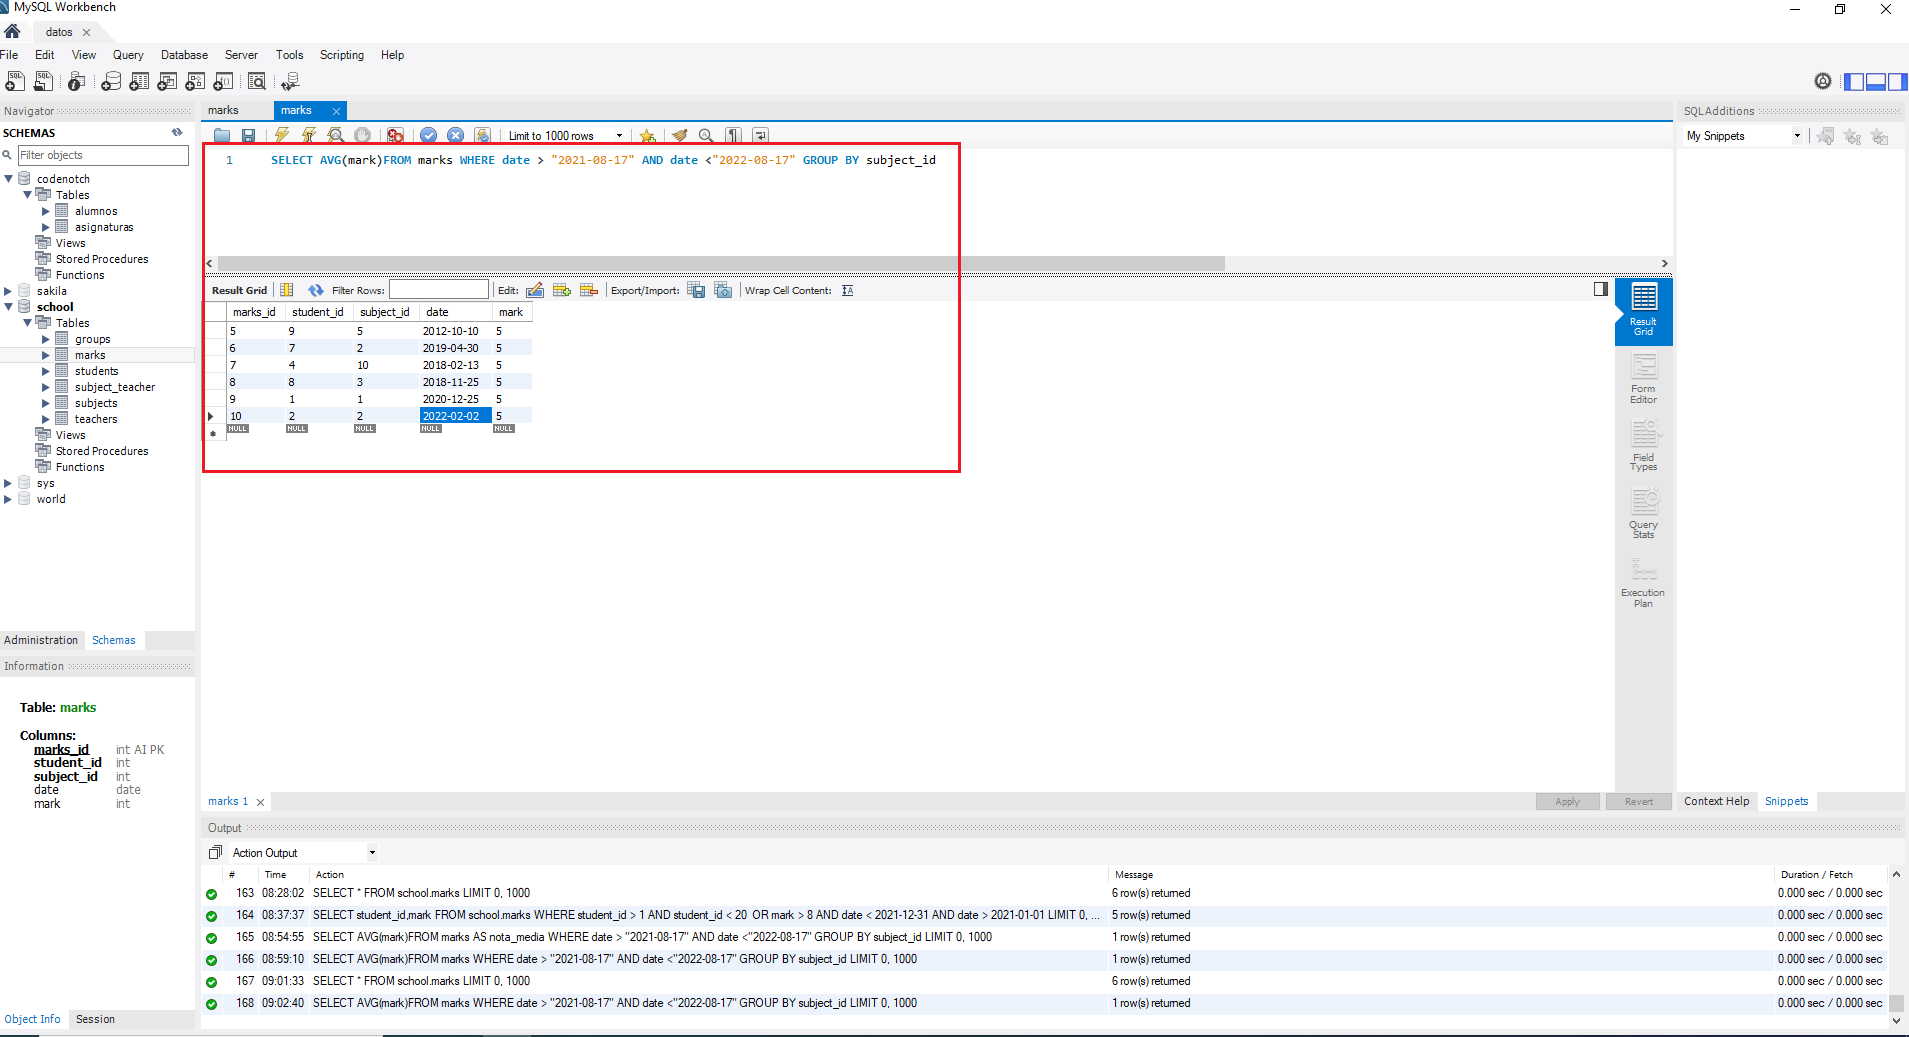 MySQL Workbench
datos
File Edit View Query Database Server Tools Scripting Help
Navigator
SCHEMAS
Filter objects
codenotch
Tables
alumnos
asignaturas
Views
Stored Procedures
Functions
sakila
school
Tables
groups
marks
students
subject_teacher
subjects
teachers
Views
Stored Procedures
Functions
sys
world
Administration Schemas
Information
Table: marks
Columns:
marks_id int AI PK
student_id int
subject_id int
date date
mark int
Object Info Session
marks marks
Limit to 1000 rows
1 SELECT AVG(mark)FROM marks WHERE date > "2021-08-17" AND date <"2022-08-17" GROUP BY subject_id
Result Grid Filter Rows: Edit: Export/Import: Wrap Cell Content:
marks_id student_id subject_id date mark
5 9 5 2012-10-10 5
6 7 2 2019-04-30 5
7 4 10 2018-02-13 5
8 8 3 2018-11-25 5
9 1 1 2020-12-25 5
10 2 2 2022-02-02 5
NULL NULL NULL NULL NULL
Result Grid
Form Editor
Field Types
Query Stats
Execution Plan
marks 1 Apply Revert
SQLAdditions
My Snippets
Context Help Snippets
Output
Action Output
# Time Action Message Duration / Fetch
163 08:28:02 SELECT * FROM school.marks LIMIT 0, 1000 6 row(s) returned 0.000 sec / 0.000 sec
164 08:37:37 SELECT student_id,mark FROM school.marks WHERE student_id > 1 AND student_id < 20 OR mark > 8 AND date < 2021-12-31 AND date > 2021-01-01 LIMIT 0, ... 5 row(s) returned 0.000 sec / 0.000 sec
165 08:54:55 SELECT AVG(mark)FROM marks AS nota_media WHERE date > "2021-08-17" AND date <"2022-08-17" GROUP BY subject_id LIMIT 0, 1000 1 row(s) returned 0.000 sec / 0.000 sec
166 08:59:10 SELECT AVG(mark)FROM marks WHERE date > "2021-08-17" AND date <"2022-08-17" GROUP BY subject_id LIMIT 0, 1000 1 row(s) returned 0.000 sec / 0.000 sec
167 09:01:33 SELECT * FROM school.marks LIMIT 0, 1000 6 row(s) returned 0.000 sec / 0.000 sec
168 09:02:40 SELECT AVG(mark)FROM marks WHERE date > "2021-08-17" AND date <"2022-08-17" GROUP BY subject_id LIMIT 0, 1000 1 row(s) returned 0.000 sec / 0.000 sec